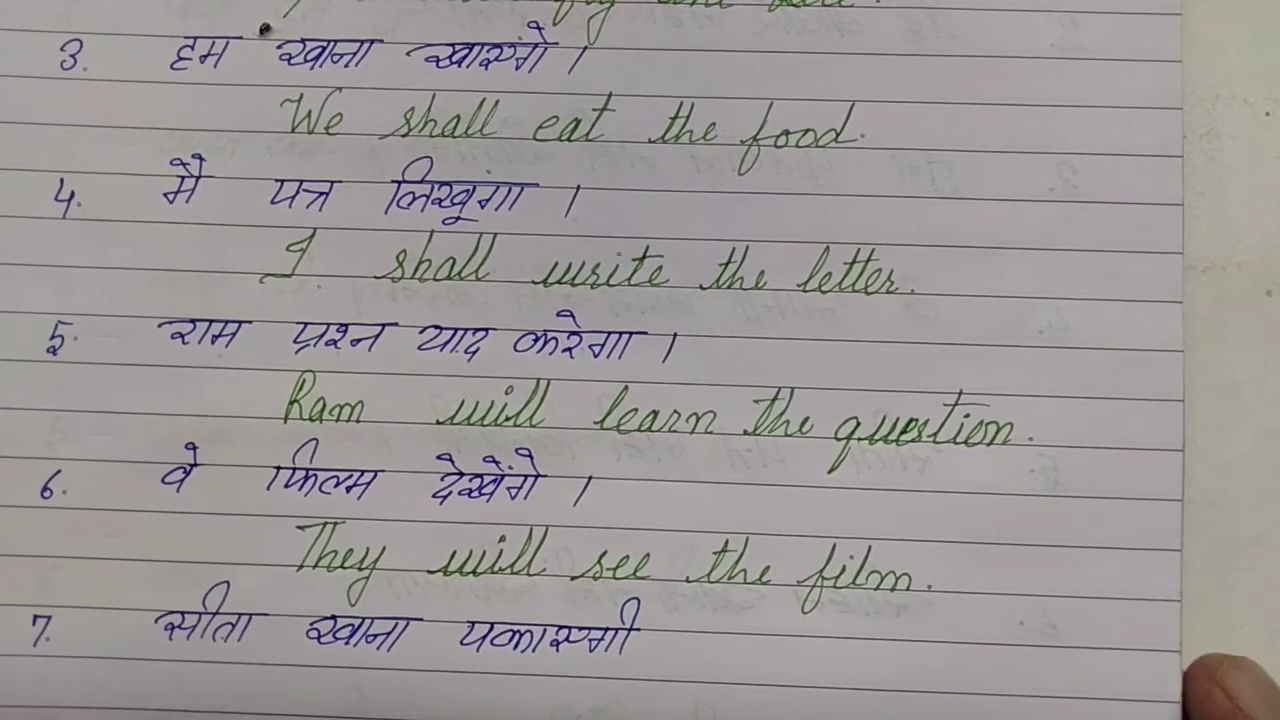 3. हम खाना खाएंगे ।
We shall eat the food.
4. मै पत्र लिखूंगा ।
I shall write the letter.
5. राम प्रश्न याद करेगा ।
Ram will learn the question.
6. वे फिल्म देखेंगे ।
They will see the film.
7. सीता खाना पकाएगी